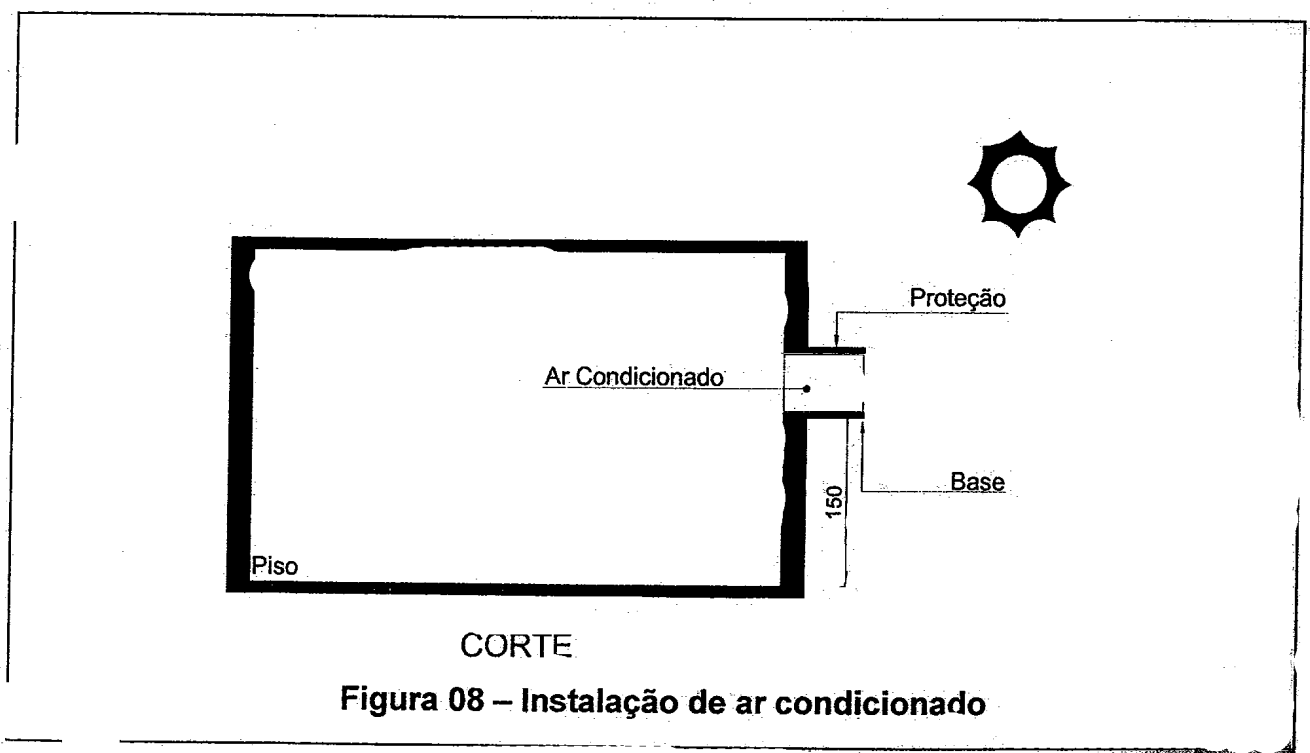 Proteção
Ar Condicionado
Base
150
Piso
CORTE
Figura 08 – Instalação de ar condicionado